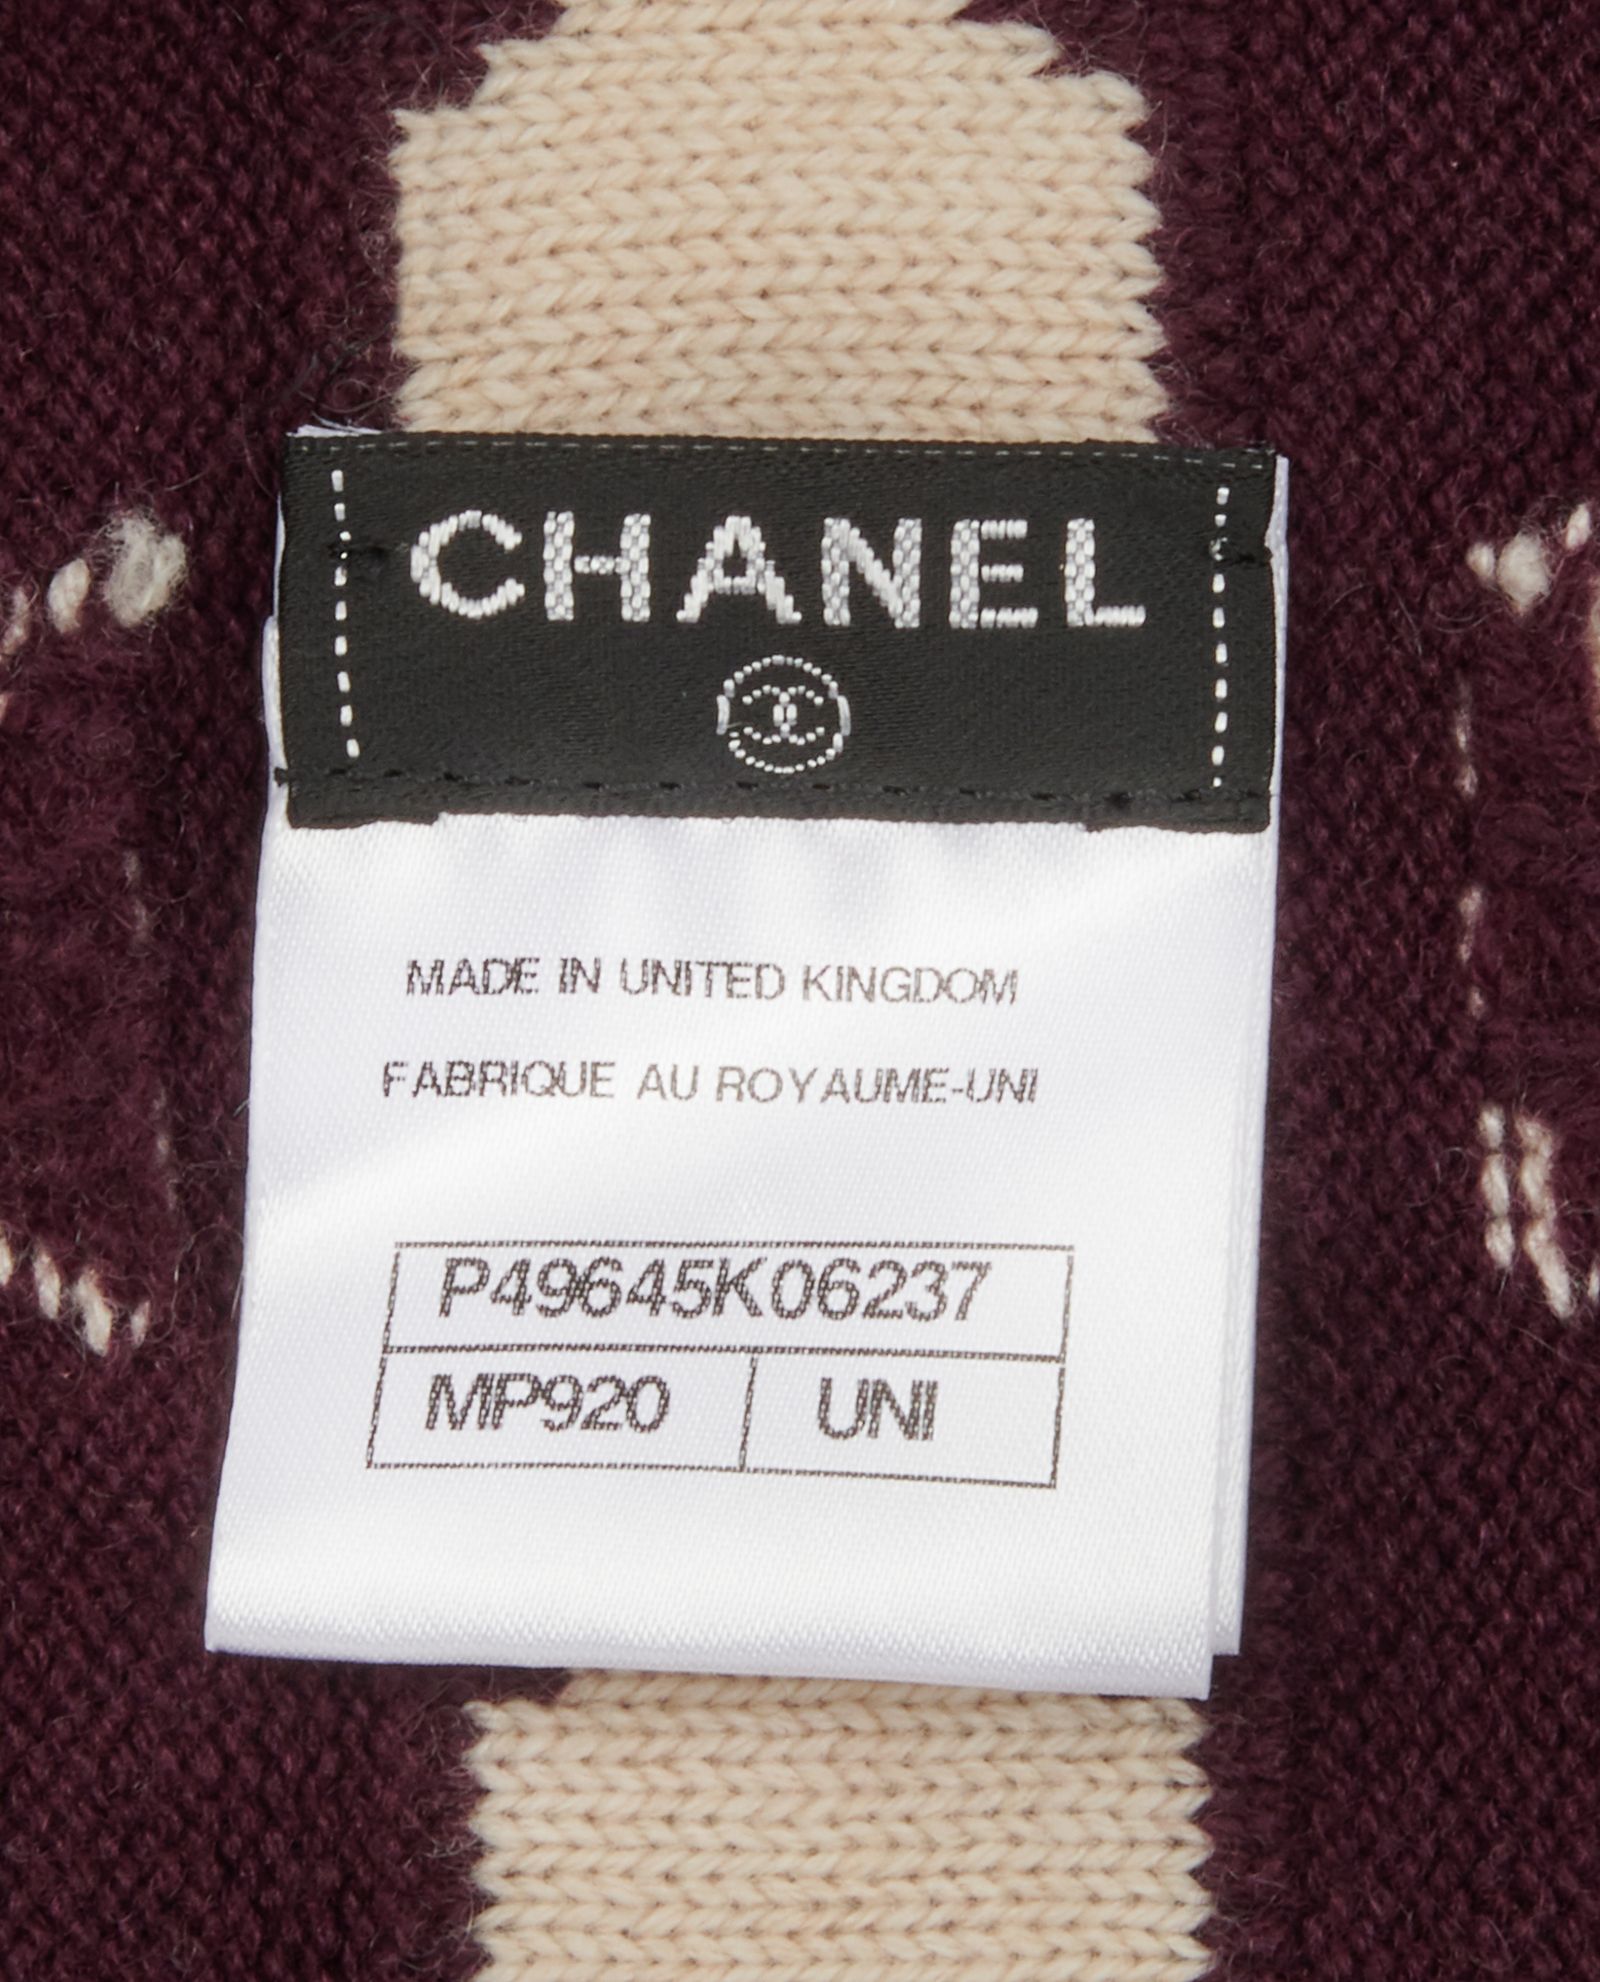 CHANEL
MADE IN UNITED KINGDOM
FABRIQUE AU ROYAUME-UNI
P49645K06237
MP920 UNI